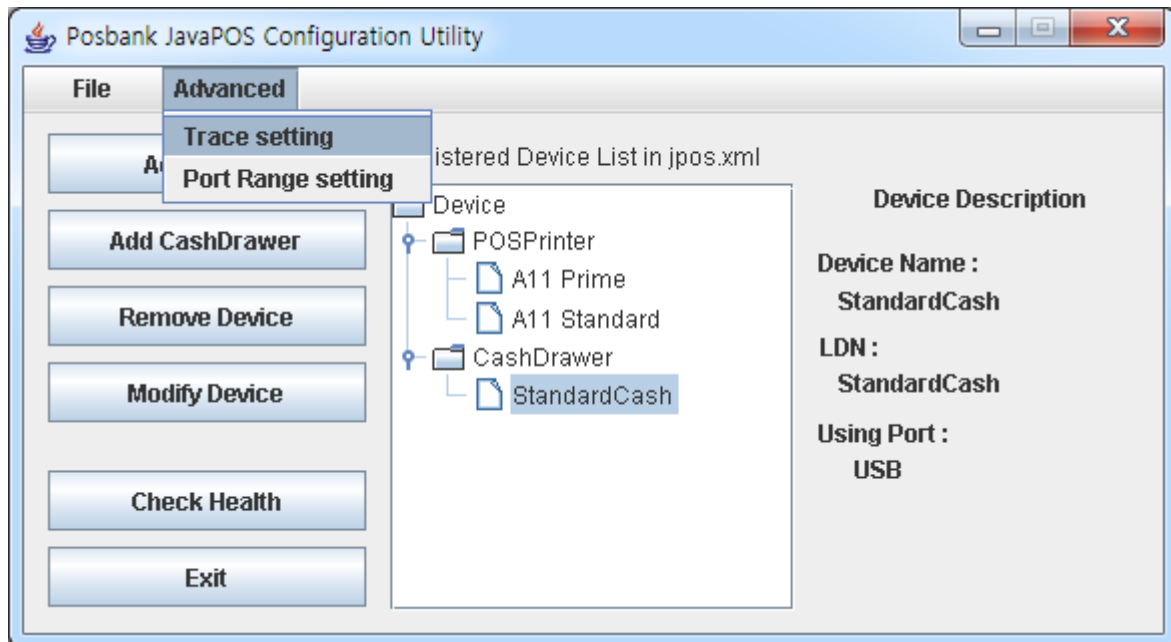 Posbank JavaPOS Configuration Utility
File Advanced
Trace setting
Port Range setting
istered Device List in jpos.xml
Add CashDrawer
Remove Device
Modify Device
Check Health
Exit
Device
POSPrinter
A11 Prime
A11 Standard
CashDrawer
StandardCash
Device Description
Device Name :
StandardCash
LDN :
StandardCash
Using Port :
USB